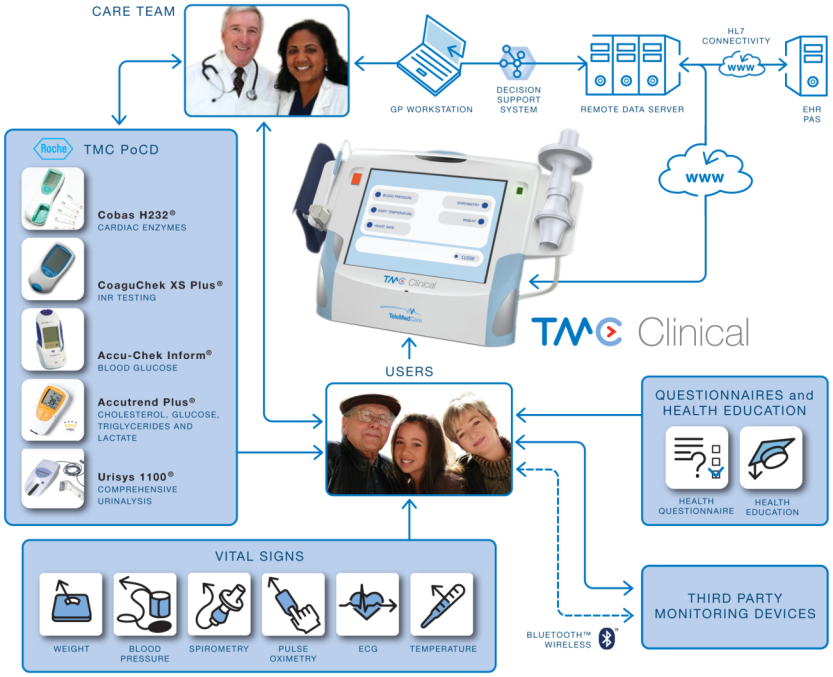 CARE TEAM
HL7
CONNECTIVITY
www
GP WORKSTATION
DECISION
SUPPORT
SYSTEM
REMOTE DATA SERVER
EHR
PAS
Roche
TMC PoCD
Cobas H232®
CARDIAC ENZYMES
CoaguChek XS Plus®
INR TESTING
Accu-Chek Inform®
BLOOD GLUCOSE
Accutrend Plus®
CHOLESTEROL, GLUCOSE,
TRIGLYCERIDES AND
LACTATE
Urisys 1100®
COMPREHENSIVE
URINALYSIS
BLOOD PRESSURE
BODY TEMPERATURE
HEART RATE
SPIROMETRY
CLOSE
TMC Clinical
TeleMedCare
www
TMC Clinical
USERS
QUESTIONNAIRES and
HEALTH EDUCATION
HEALTH
QUESTIONNAIRE
HEALTH
EDUCATION
VITAL SIGNS
WEIGHT
BLOOD
PRESSURE
SPIROMETRY
PULSE
OXIMETRY
ECG
TEMPERATURE
BLUETOOTH™
WIRELESS
THIRD PARTY
MONITORING DEVICES